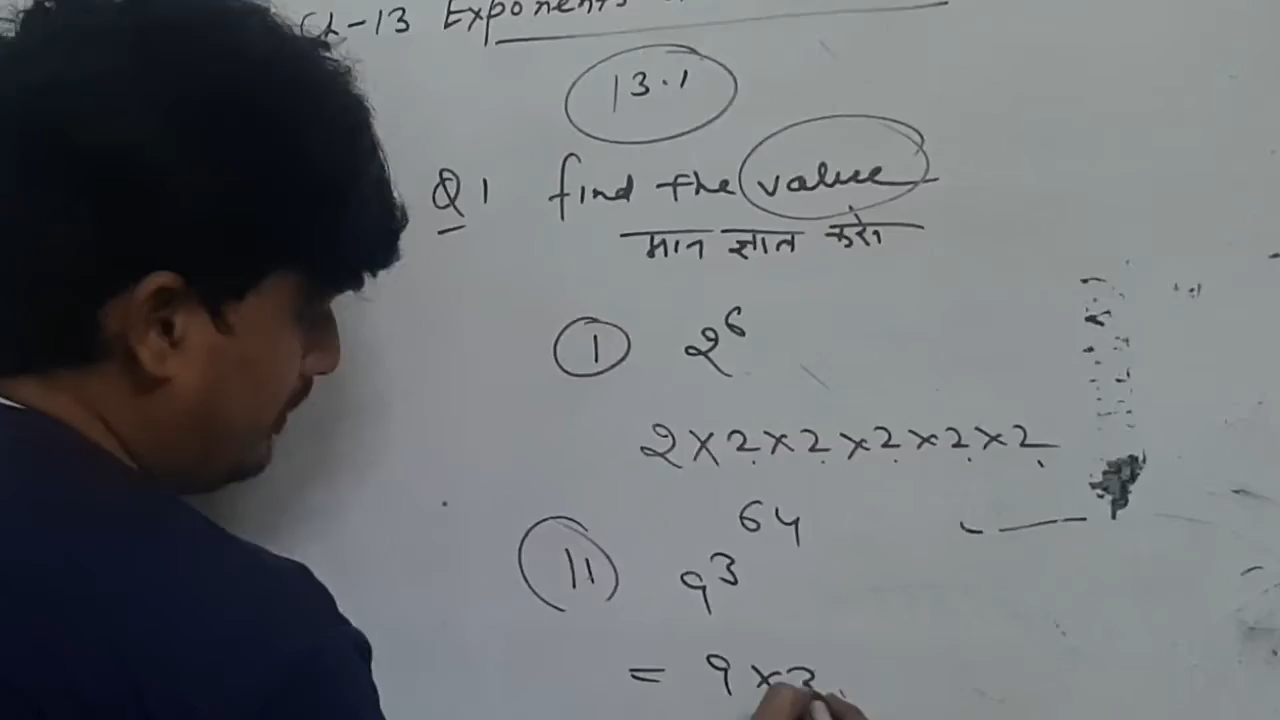 Ch-13 Exponents
13.1
Q1 find the value
मान ज्ञात करो
① 2⁶
2×2×2×2×2×2
64
⑪ 9³
= 9×3